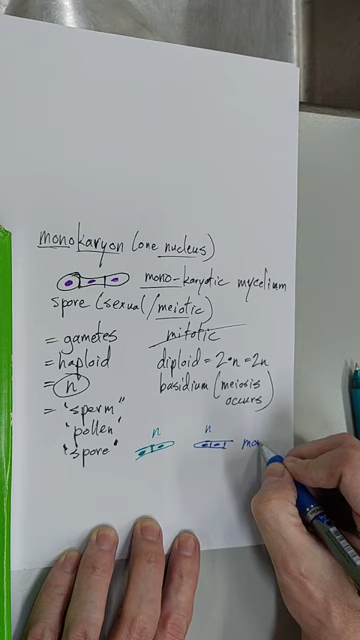 monokaryon (one nucleus)
mono-karyotic mycelium
spore (sexual/meiotic)
= gametes mitotic
= haploid diploid = 2·n = 2n
= n basidium (meiosis occurs)
= "sperm"
"pollen"
"spore" n n mon